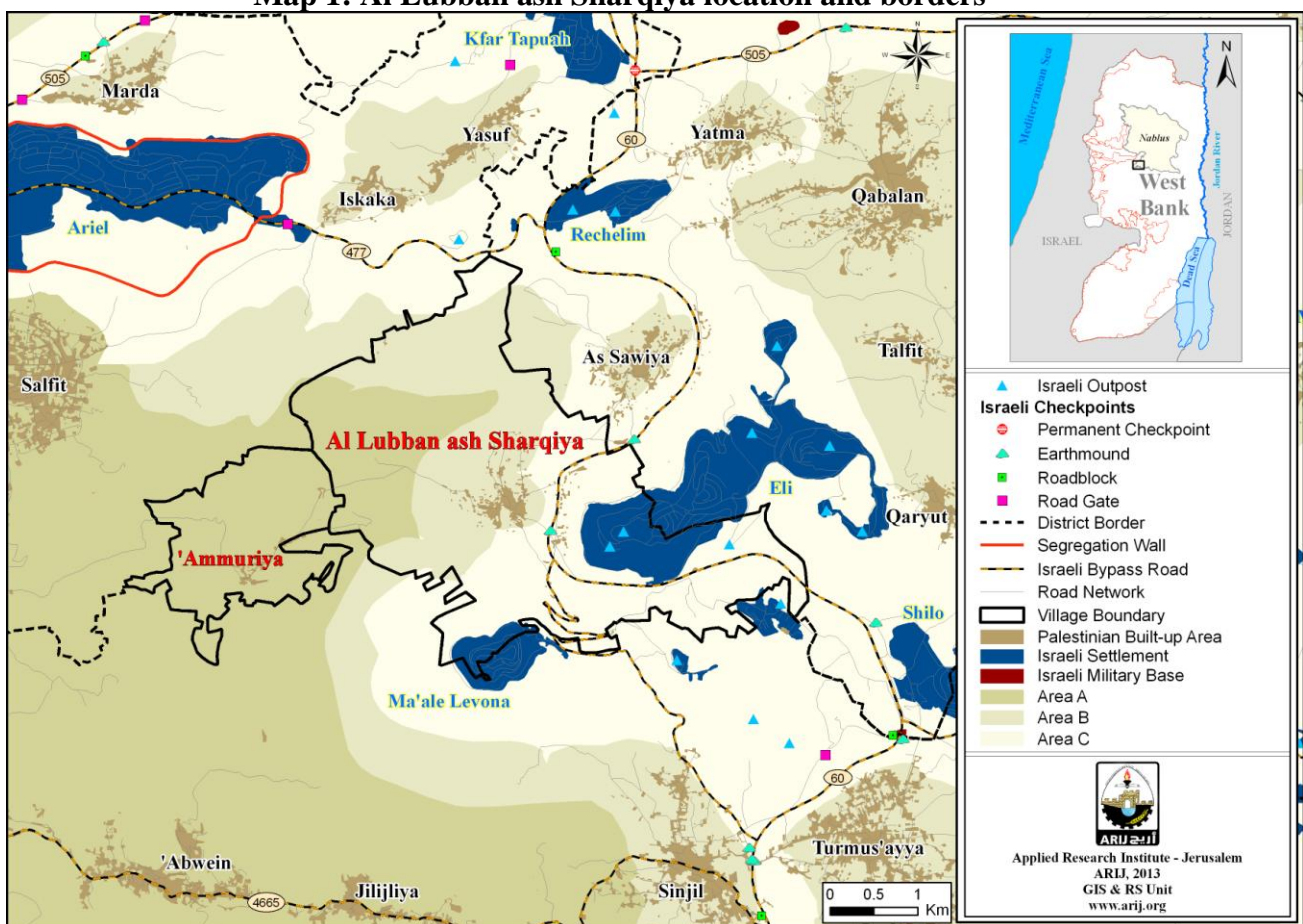 Map 1: Al Lubban ash Sharqiya location and borders
Kfar Tapuah
505
505
Marda
Yasuf
60
Yatma
Iskaka
Qabalan
Ariel
Rechelim
477
As Sawiya
Talfit
Salfit
Al Lubban ash Sharqiya
Eli
Qaryut
'Ammuriya
Shilo
Ma'ale Levona
60
'Abwein
Turmus'ayya
Jilijliya
Sinjil
4665
0 0.5 1
Km
N
W E
S
N
Mediterranean Sea
Nablus
Jordan River
West
Bank
JORDAN
ISRAEL
Dead Sea
Israeli Outpost
Israeli Checkpoints
Permanent Checkpoint
Earthmound
Roadblock
Road Gate
District Border
Segregation Wall
Israeli Bypass Road
Road Network
Village Boundary
Palestinian Built-up Area
Israeli Settlement
Israeli Military Base
Area A
Area B
Area C
ARIJ أريج
Applied Research Institute - Jerusalem
ARIJ, 2013
GIS & RS Unit
www.arij.org